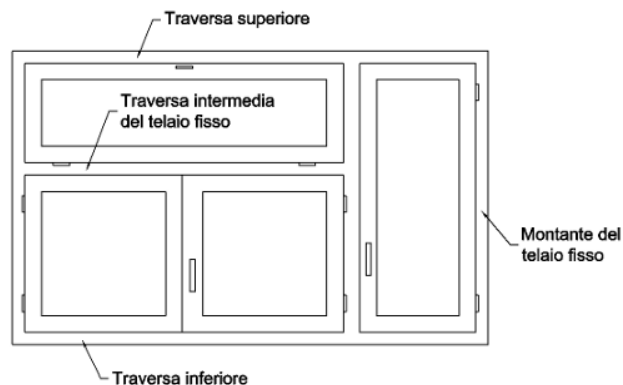 Traversa superiore
Traversa intermedia
del telaio fisso
Montante del
telaio fisso
Traversa inferiore